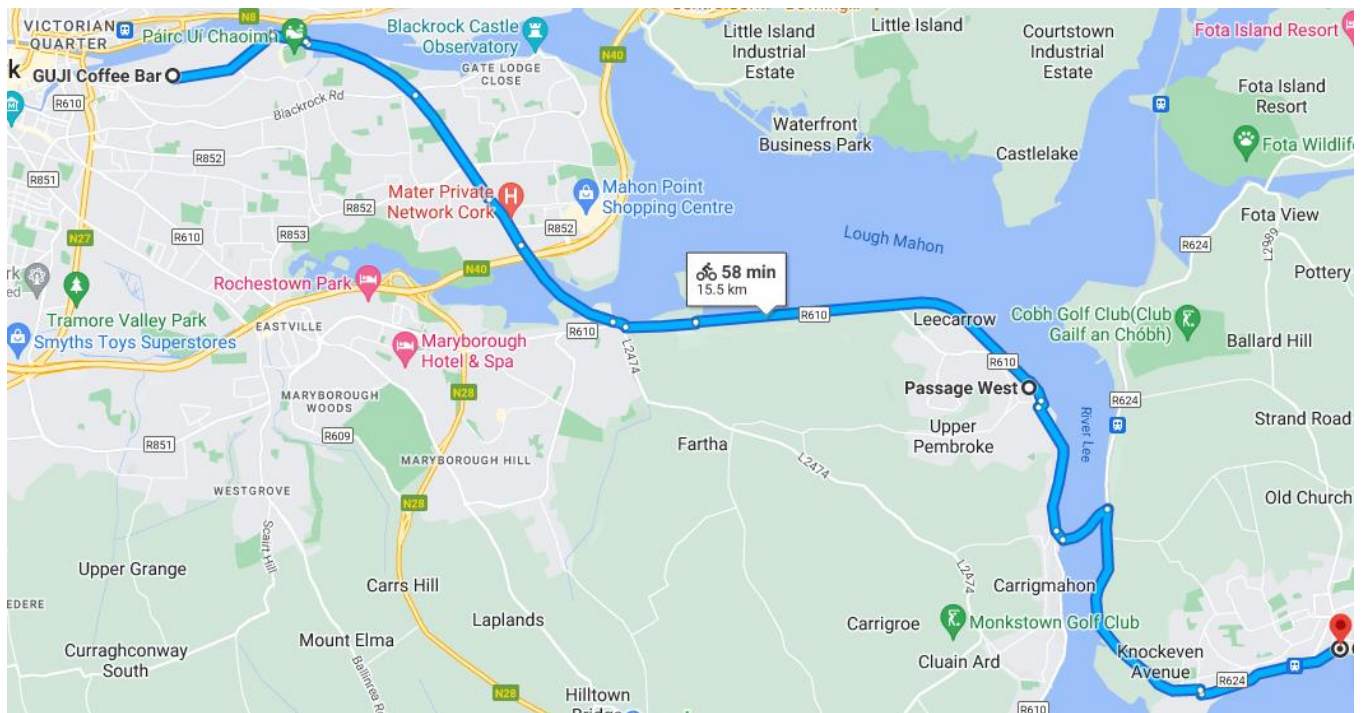 VICTORIAN
QUARTER
N8
Páirc Uí Chaoimh
GUJI Coffee Bar
k
R610
Blackrock Rd
Blackrock Castle
Observatory
GATE LODGE
CLOSE
N40
Little Island
Little Island
Industrial
Estate
Courtstown
Industrial
Estate
Fota Island Resort
Fota Island
Resort
Fota Wildlife
Waterfront
Business Park
Castlelake
R852
R851
R852
R610
R853
N27
Mater Private
Network Cork
Mahon Point
Shopping Centre
R852
Fota View
L2989
R624
Pottery
Lough Mahon
N40
Rochestown Park
Tramore Valley Park
Smyths Toys Superstores
EASTVILLE
58 min
15.5 km
R610
R610
Leecarrow
Cobh Golf Club(Club
Gailf an Chóbh)
Ballard Hill
Maryborough
Hotel & Spa
L2474
R610
N28
Passage West
MARYBOROUGH
WOODS
R609
R851
MARYBOROUGH HILL
Fartha
Upper
Pembroke
River Lee
R624
Strand Road
WESTGROVE
N28
L2474
Old Church
Scairt Hill
Upper Grange
Carrs Hill
L2474
Carrigmahon
EDERE
Laplands
Carrigroe
Monkstown Golf Club
Mount Elma
Curraghconway
South
Cluain Ard
Knockeven
Avenue
R624
Ballinrea Rd
N28
Hilltown
Bridge
R610